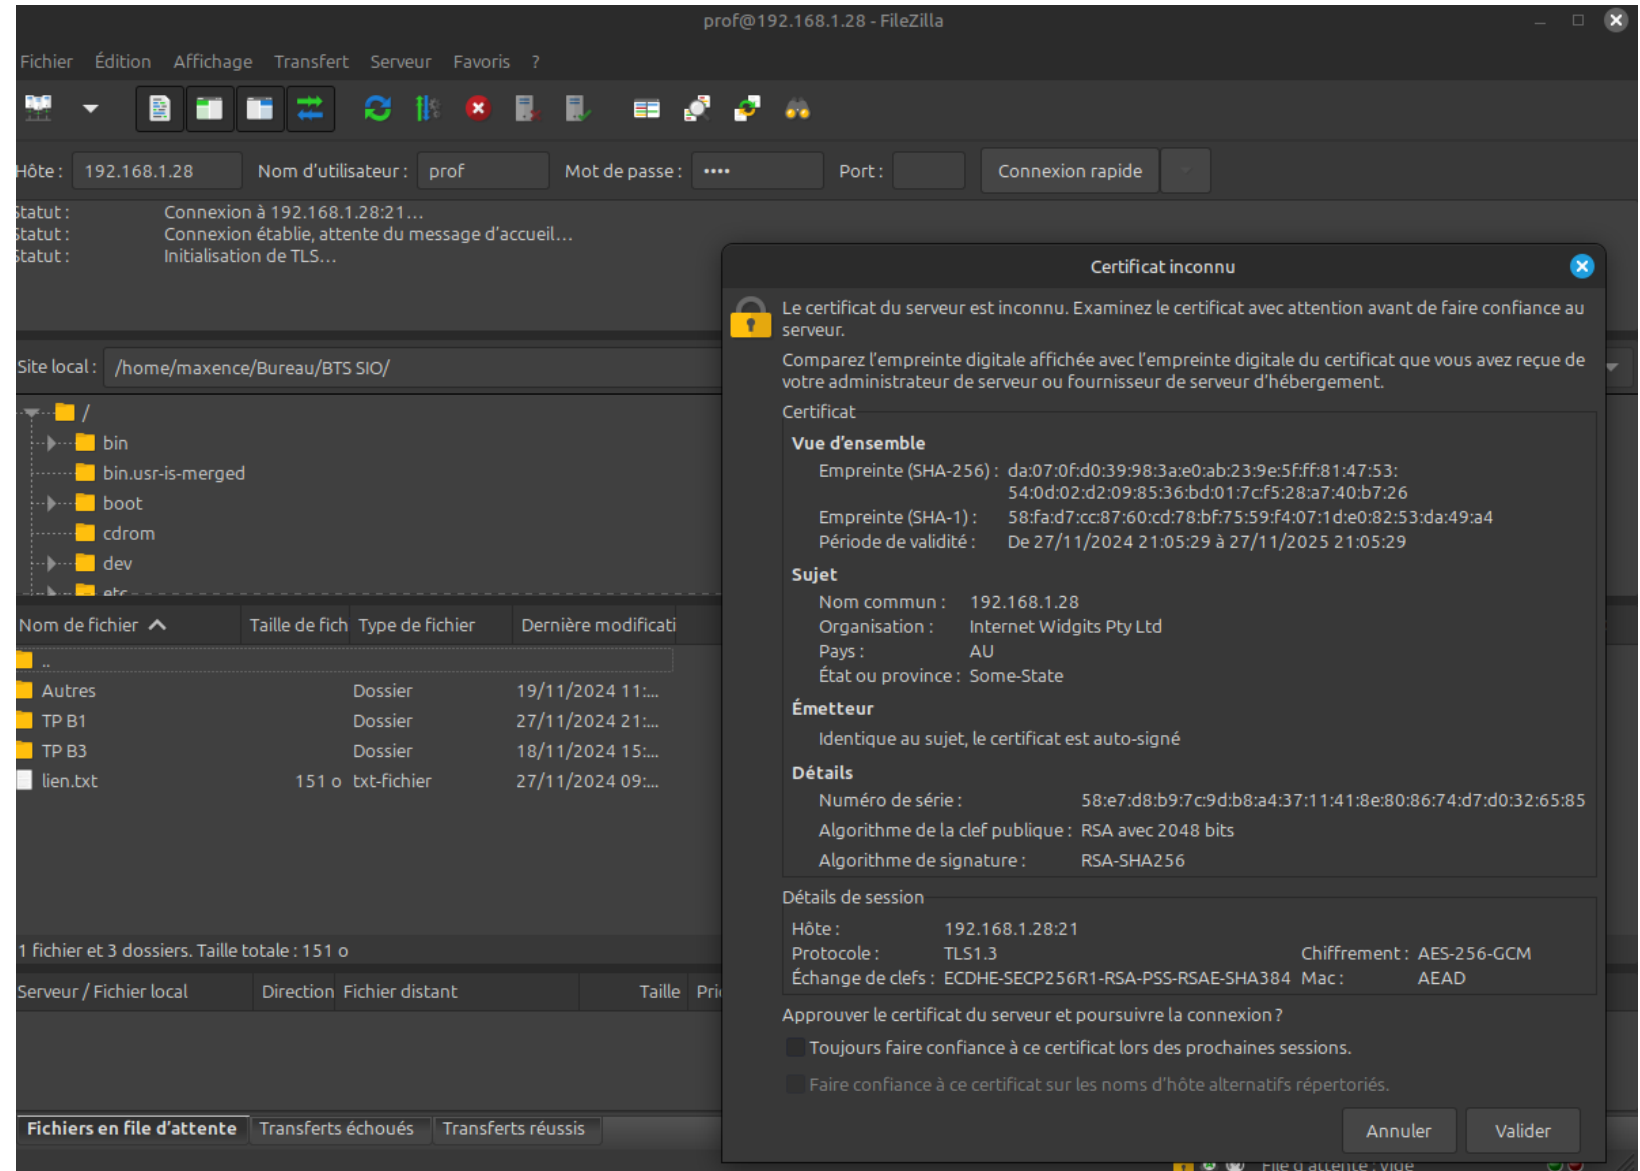 prof@192.168.1.28 - FileZilla
Fichier Édition Affichage Transfert Serveur Favoris ?
Hôte : 192.168.1.28 Nom d'utilisateur : prof Mot de passe : •••• Port : Connexion rapide
Statut : Connexion à 192.168.1.28:21...
Statut : Connexion établie, attente du message d'accueil...
Statut : Initialisation de TLS...
Site local : /home/maxence/Bureau/BTS SIO/
/
bin
bin.usr-is-merged
boot
cdrom
dev
etc
Nom de fichier Taille de fich Type de fichier Dernière modificati
..
Autres Dossier 19/11/2024 11:...
TP B1 Dossier 27/11/2024 21:...
TP B3 Dossier 18/11/2024 15:...
lien.txt 151 o txt-fichier 27/11/2024 09:...
1 fichier et 3 dossiers. Taille totale : 151 o
Serveur / Fichier local Direction Fichier distant Taille Pri
Fichiers en file d'attente Transferts échoués Transferts réussis
Certificat inconnu
Le certificat du serveur est inconnu. Examinez le certificat avec attention avant de faire confiance au
serveur.
Comparez l'empreinte digitale affichée avec l'empreinte digitale du certificat que vous avez reçue de
votre administrateur de serveur ou fournisseur de serveur d'hébergement.
Certificat
Vue d'ensemble
Empreinte (SHA-256) : da:07:0f:d0:39:98:3a:e0:ab:23:9e:5f:ff:81:47:53:
54:0d:02:d2:09:85:36:bd:01:7c:f5:28:a7:40:b7:26
Empreinte (SHA-1) : 58:fa:d7:cc:87:60:cd:78:bf:75:59:f4:07:1d:e0:82:53:da:49:a4
Période de validité : De 27/11/2024 21:05:29 à 27/11/2025 21:05:29
Sujet
Nom commun : 192.168.1.28
Organisation : Internet Widgits Pty Ltd
Pays : AU
État ou province : Some-State
Émetteur
Identique au sujet, le certificat est auto-signé
Détails
Numéro de série : 58:e7:d8:b9:7c:9d:b8:a4:37:11:41:8e:80:86:74:d7:d0:32:65:85
Algorithme de la clef publique : RSA avec 2048 bits
Algorithme de signature : RSA-SHA256
Détails de session
Hôte : 192.168.1.28:21
Protocole : TLS1.3 Chiffrement : AES-256-GCM
Échange de clefs : ECDHE-SECP256R1-RSA-PSS-RSAE-SHA384 Mac : AEAD
Approuver le certificat du serveur et poursuivre la connexion ?
Toujours faire confiance à ce certificat lors des prochaines sessions.
Faire confiance à ce certificat sur les noms d'hôte alternatifs répertoriés.
Annuler Valider
File d'attente : vide